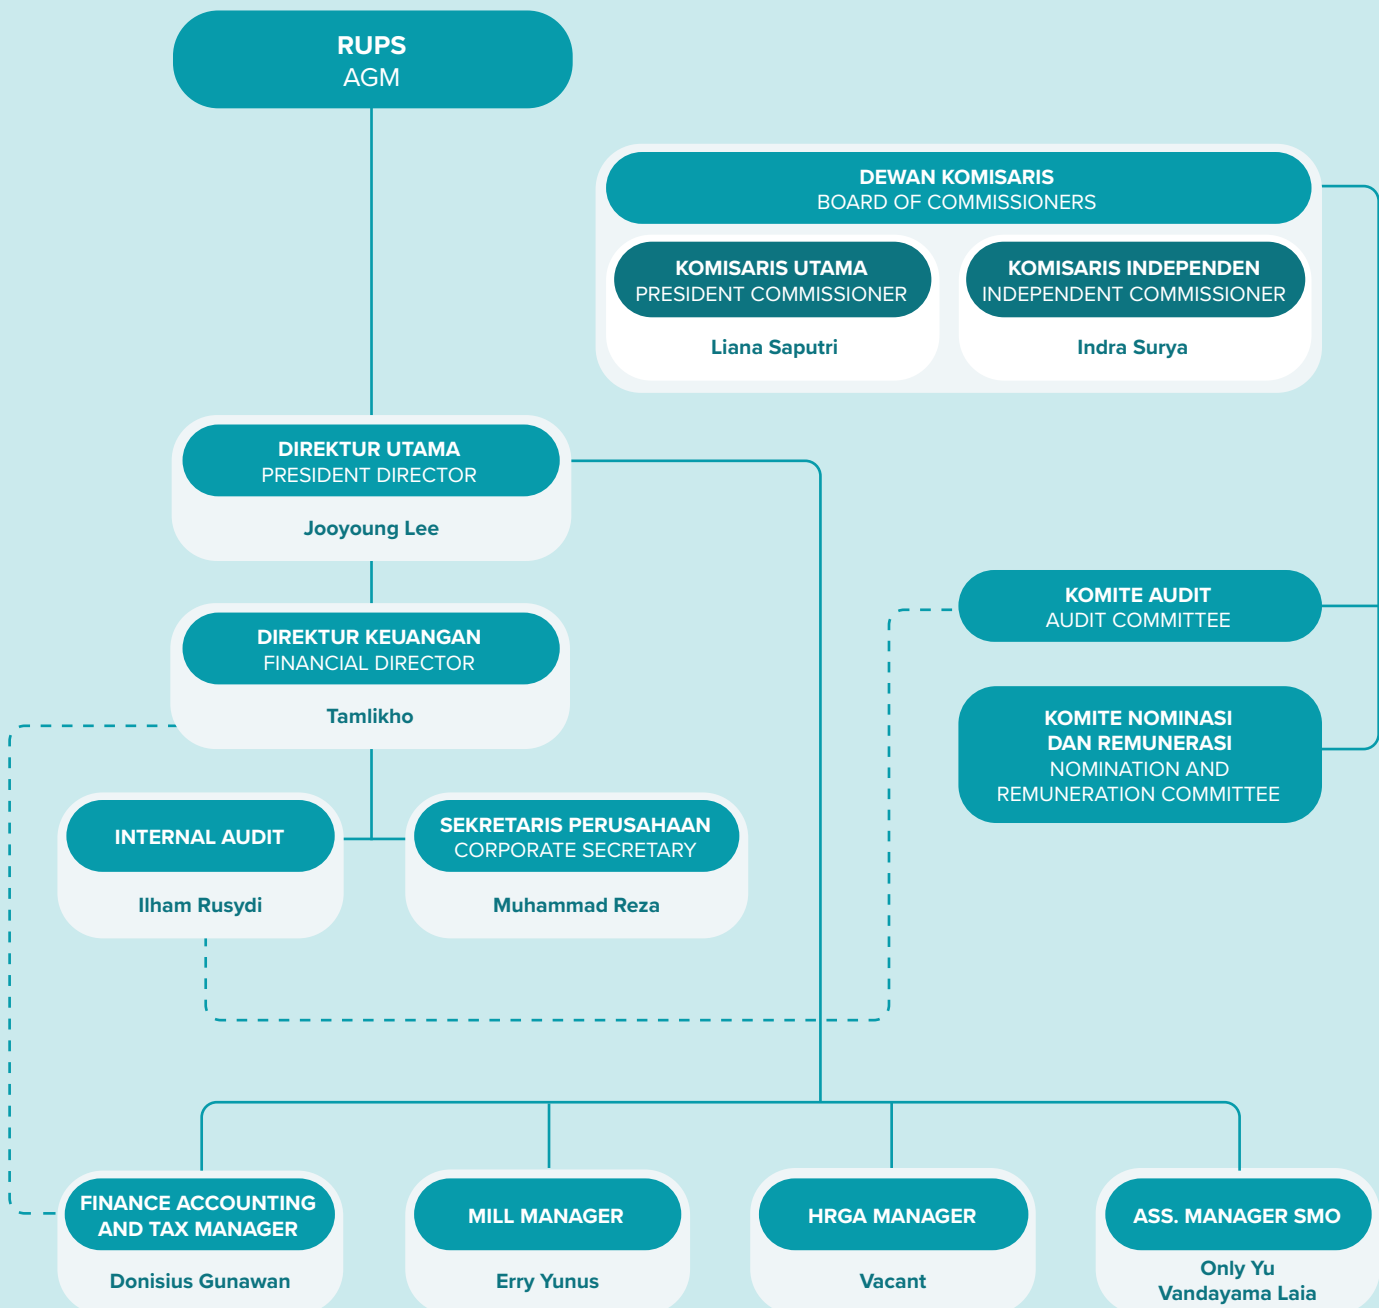 RUPS
AGM
DEWAN KOMISARIS
BOARD OF COMMISSIONERS
KOMISARIS UTAMA
PRESIDENT COMMISSIONER
Liana Saputri
KOMISARIS INDEPENDEN
INDEPENDENT COMMISSIONER
Indra Surya
DIREKTUR UTAMA
PRESIDENT DIRECTOR
Jooyoung Lee
DIREKTUR KEUANGAN
FINANCIAL DIRECTOR
Tamlikho
KOMITE AUDIT
AUDIT COMMITTEE
KOMITE NOMINASI
DAN REMUNERASI
NOMINATION AND
REMUNERATION COMMITTEE
INTERNAL AUDIT
Ilham Rusydi
SEKRETARIS PERUSAHAAN
CORPORATE SECRETARY
Muhammad Reza
FINANCE ACCOUNTING
AND TAX MANAGER
Donisius Gunawan
MILL MANAGER
Erry Yunus
HRGA MANAGER
Vacant
ASS. MANAGER SMO
Only Yu
Vandayama Laia